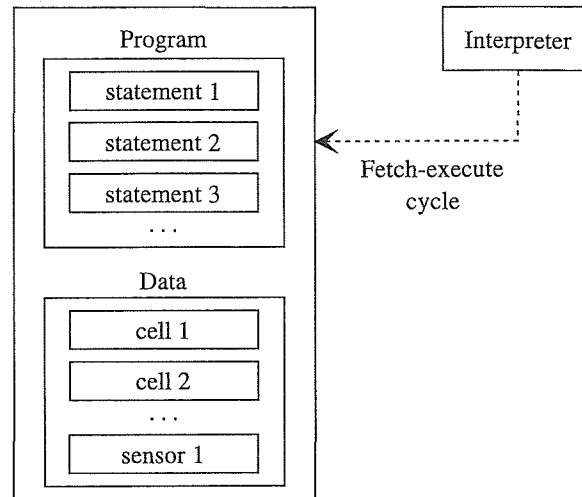 Program
Interpreter
statement 1
statement 2
statement 3
...
Fetch-execute
cycle
Data
cell 1
cell 2
...
sensor 1